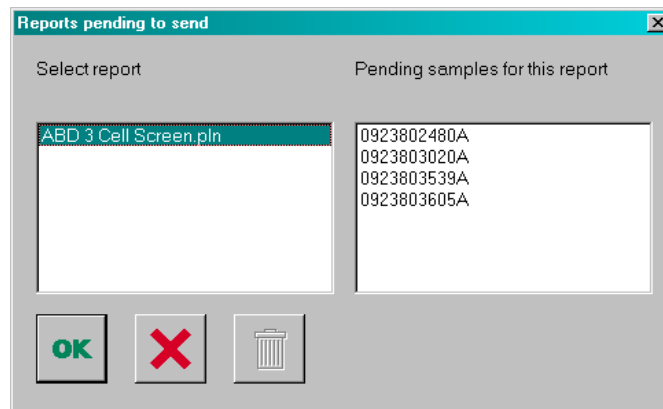 Reports pending to send
Select report
Pending samples for this report
ABD 3 Cell Screen.pln
0923802480A
0923803020A
0923803539A
0923803605A
OK